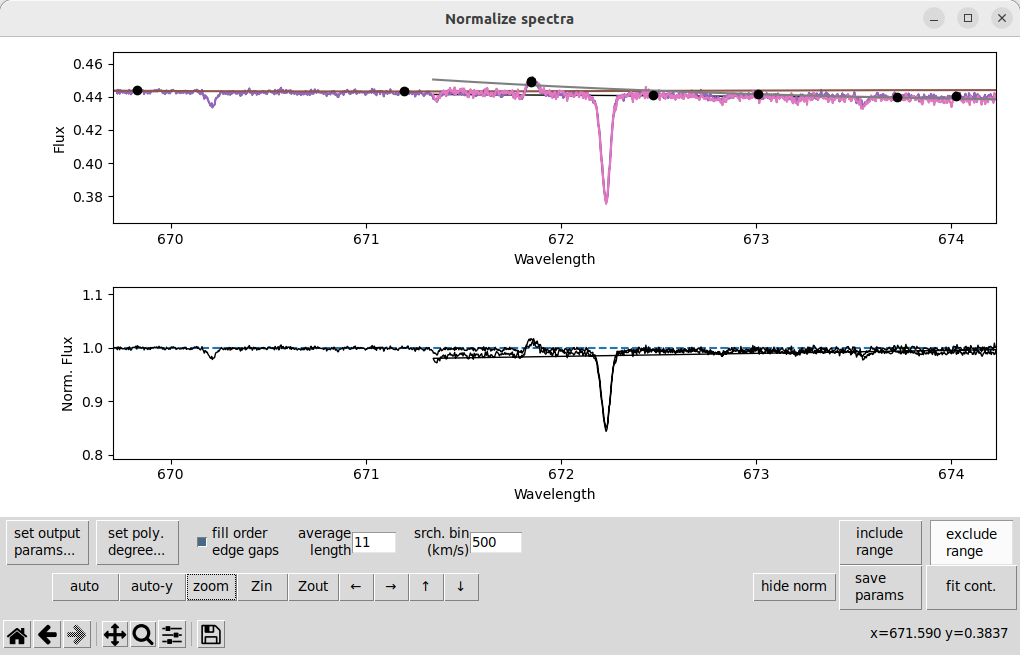 Normalize spectra
0.46
0.44
0.42
0.40
0.38
Flux
670 671 672 673 674
Wavelength
1.1
1.0
0.9
0.8
Norm. Flux
670 671 672 673 674
Wavelength
set output
params...
set poly.
degree...
fill order
edge gaps
average
length
11
srch. bin
(km/s)
500
include
range
exclude
range
auto
auto-y
zoom
Zin
Zout
←
→
↑
↓
hide norm
save
params
fit cont.
x=671.590 y=0.3837